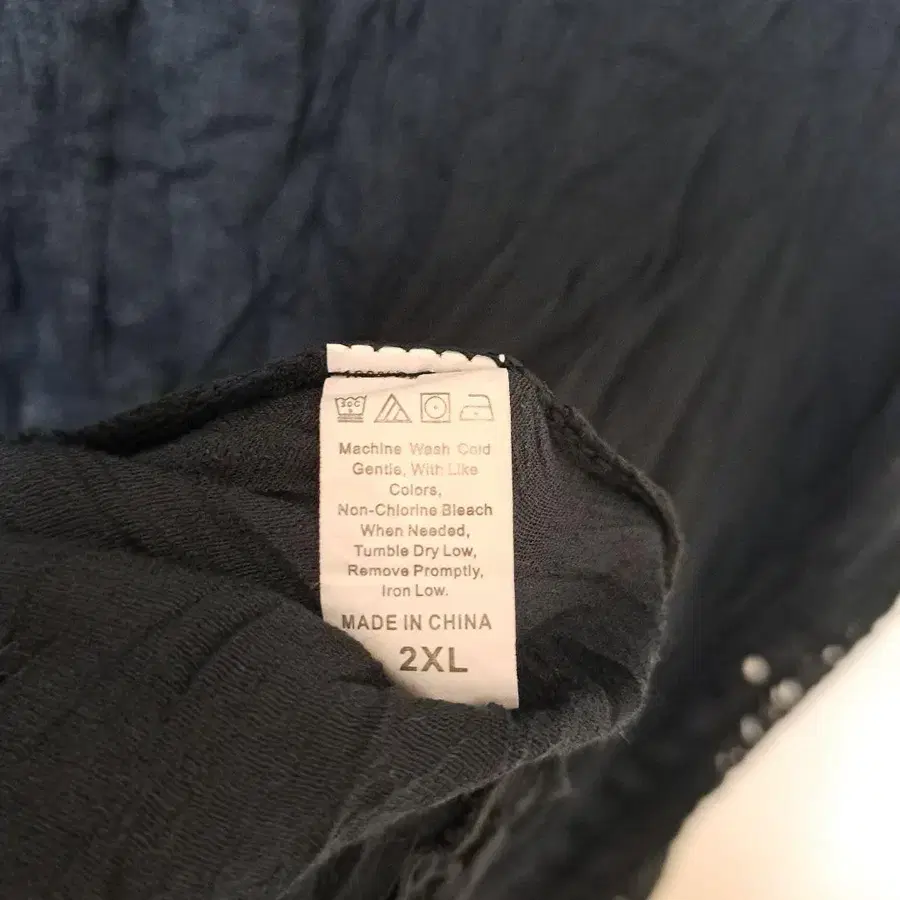 Machine Wash Cold
Gentle, With Like
Colors,
Non-Chlorine Bleach
When Needed,
Tumble Dry Low,
Remove Promptly,
Iron Low.
MADE IN CHINA
2XL